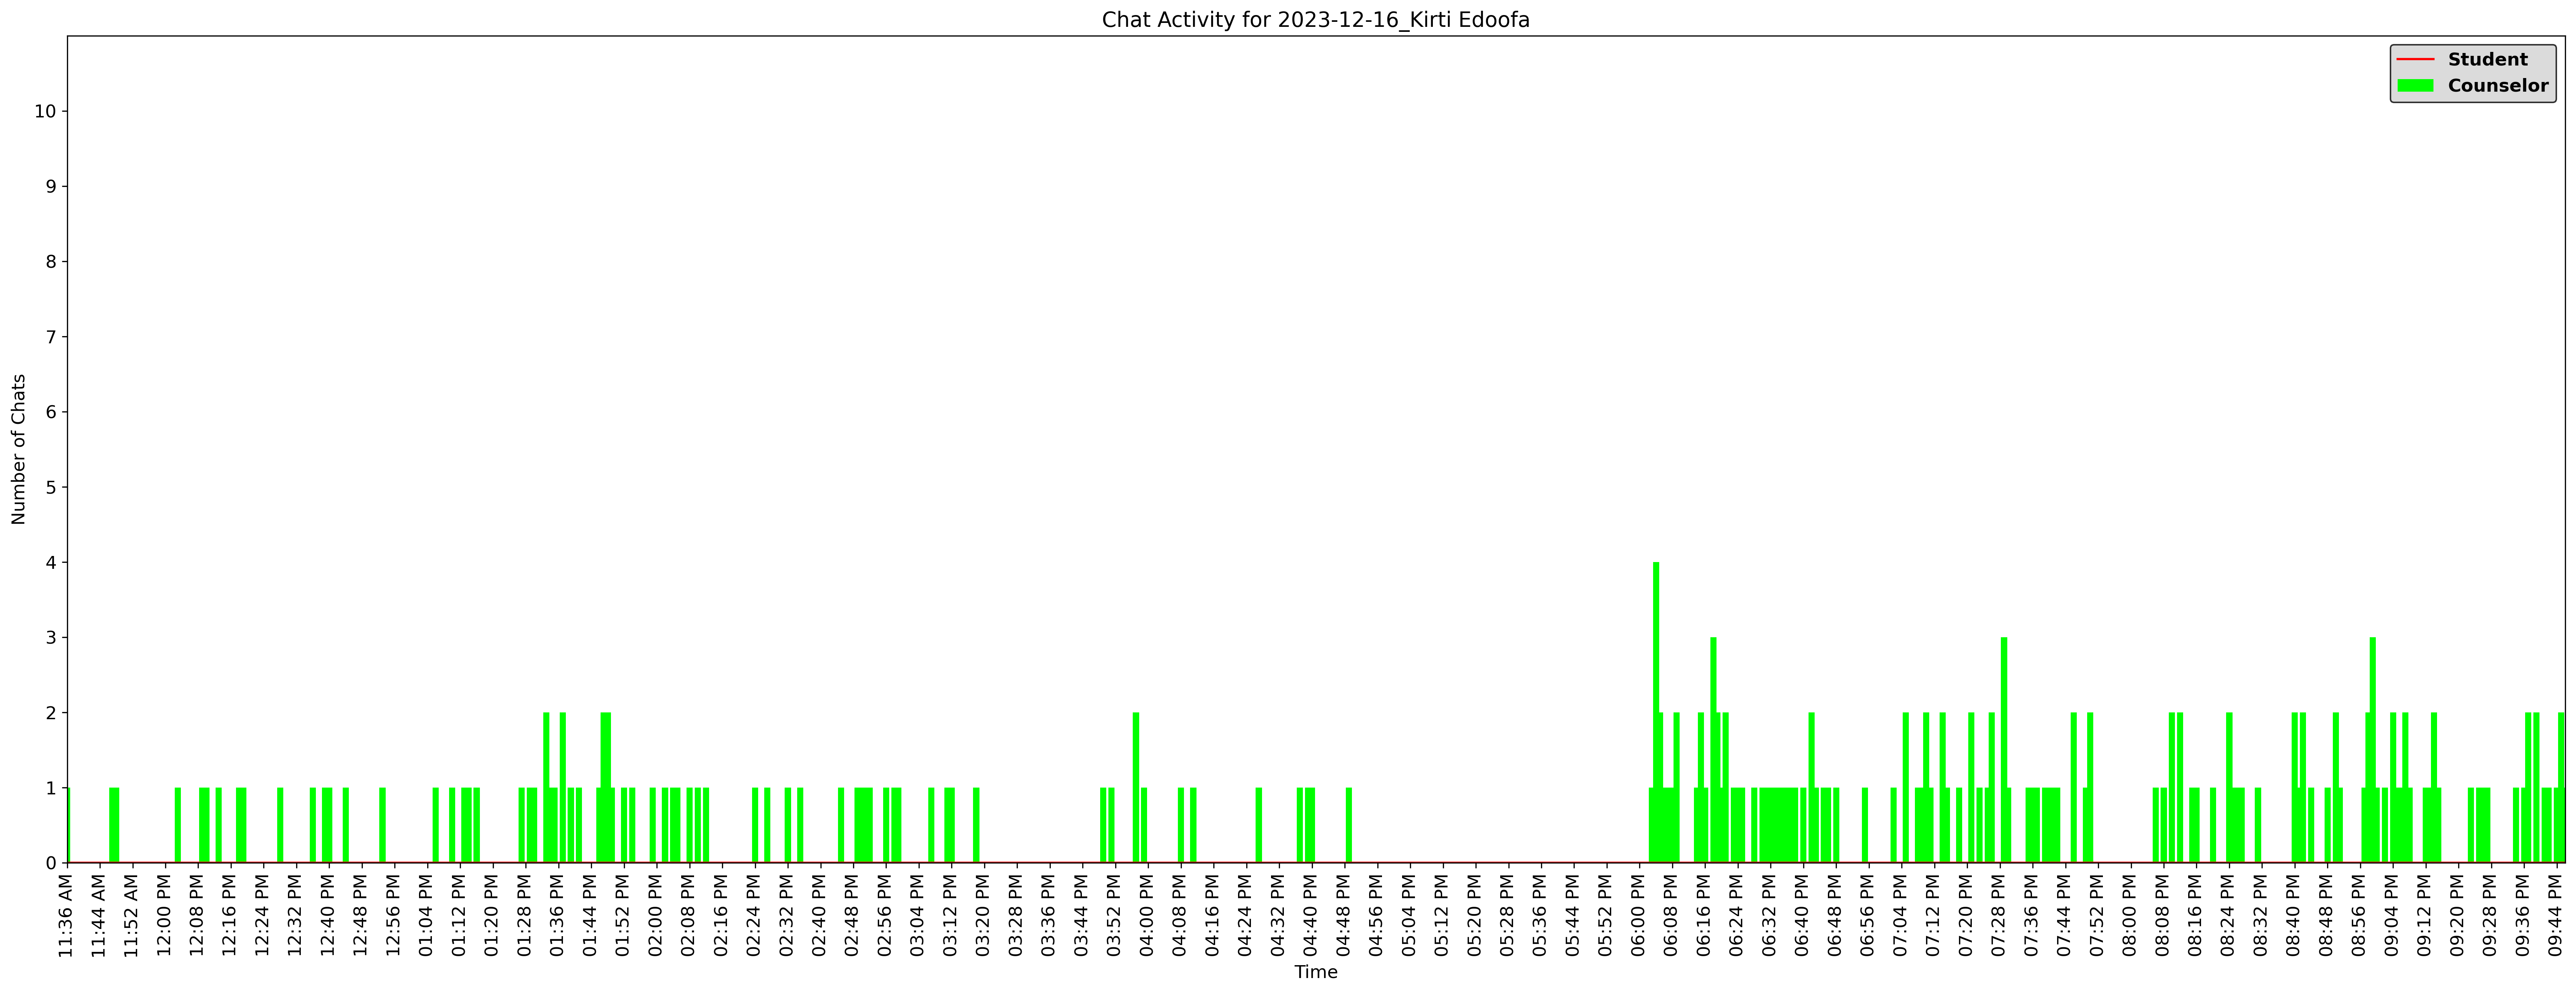 Chat Activity for 2023-12-16_Kirti Edoofa
Student
Counselor
10
9
8
7
6
5
4
3
2
1
0
Number of Chats
11:36 AM
11:44 AM
11:52 AM
12:00 PM
12:08 PM
12:16 PM
12:24 PM
12:32 PM
12:40 PM
12:48 PM
12:56 PM
01:04 PM
01:12 PM
01:20 PM
01:28 PM
01:36 PM
01:44 PM
01:52 PM
02:00 PM
02:08 PM
02:16 PM
02:24 PM
02:32 PM
02:40 PM
02:48 PM
02:56 PM
03:04 PM
03:12 PM
03:20 PM
03:28 PM
03:36 PM
03:44 PM
03:52 PM
04:00 PM
04:08 PM
04:16 PM
04:24 PM
04:32 PM
04:40 PM
04:48 PM
04:56 PM
05:04 PM
05:12 PM
05:20 PM
05:28 PM
05:36 PM
05:44 PM
05:52 PM
06:00 PM
06:08 PM
06:16 PM
06:24 PM
06:32 PM
06:40 PM
06:48 PM
06:56 PM
07:04 PM
07:12 PM
07:20 PM
07:28 PM
07:36 PM
07:44 PM
07:52 PM
08:00 PM
08:08 PM
08:16 PM
08:24 PM
08:32 PM
08:40 PM
08:48 PM
08:56 PM
09:04 PM
09:12 PM
09:20 PM
09:28 PM
09:36 PM
09:44 PM
Time